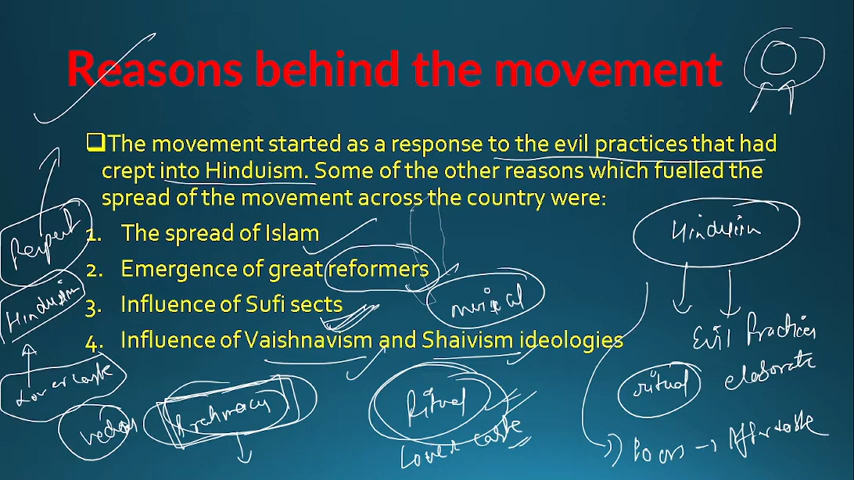 Reasons behind the movement
The movement started as a response to the evil practices that had
crept into Hinduism. Some of the other reasons which fuelled the
spread of the movement across the country were:
1. The spread of Islam
2. Emergence of great reformers
3. Influence of Sufi sects
4. Influence of Vaishnavism and Shaivism ideologies
Respect
Hinduism
Lower caste
Hinduism
Evil Practices
ritual
elaborate
Ritual
Lower caste